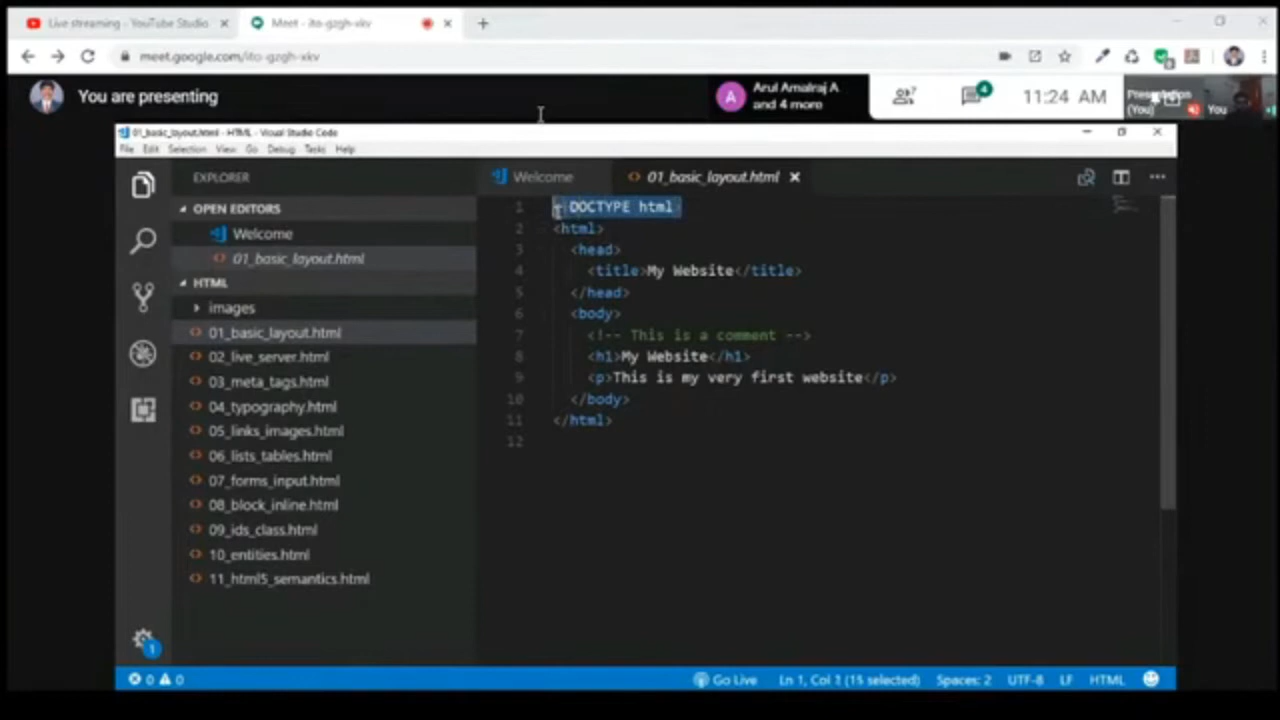 Live streaming - YouTube Studio
Meet - ito-gzgh-xkv
meet.google.com/ito-gzgh-xkv
You are presenting
A
Arul Amalraj A
and 4 more
7
4
11:24 AM
Presentation
(You)
You
01_basic_layout.html - HTML - Visual Studio Code
File Edit Selection View Go Debug Tasks Help
EXPLORER
Welcome
01_basic_layout.html
OPEN EDITORS
Welcome
01_basic_layout.html
HTML
images
01_basic_layout.html
02_live_server.html
03_meta_tags.html
04_typography.html
05_links_images.html
06_lists_tables.html
07_forms_input.html
08_block_inline.html
09_ids_class.html
10_entities.html
11_html5_semantics.html
1 DOCTYPE html
2 <html>
3 <head>
4 <title>My Website</title>
5 </head>
6 <body>
7 <!-- This is a comment -->
8 <h1>My Website</h1>
9 <p>This is my very first website</p>
10 </body>
11 </html>
12
1
0 0
Go Live
Ln 1, Col 1 (15 selected)
Spaces: 2
UTF-8
LF
HTML